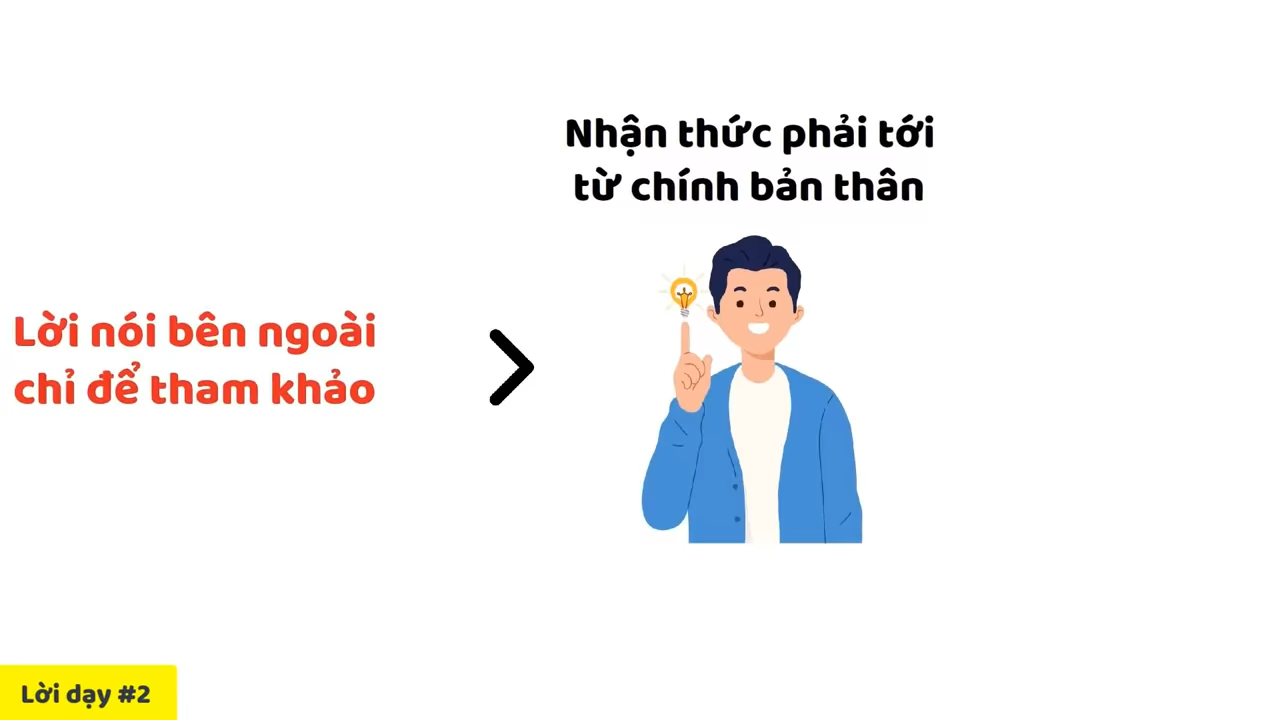 Nhận thức phải tới
từ chính bản thân
Lời nói bên ngoài
chỉ để tham khảo
Lời dạy #2